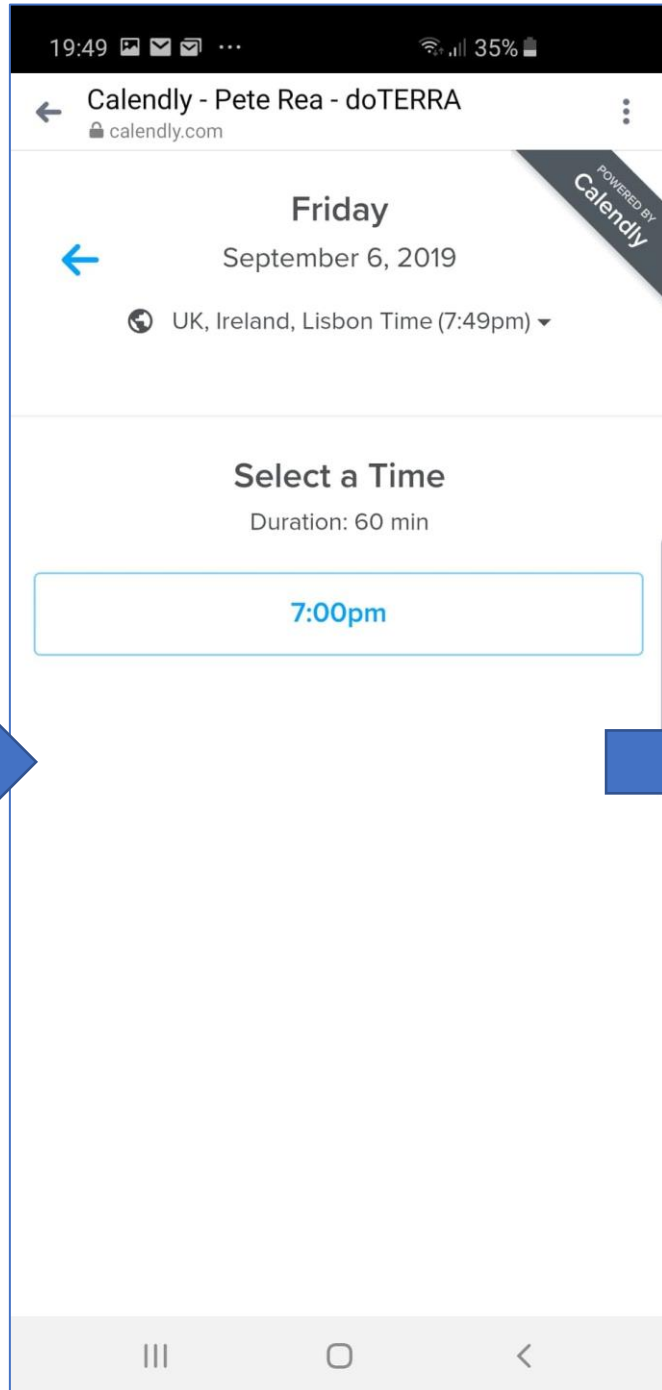 19:49 35%
Calendly - Pete Rea - doTERRA
calendly.com
POWERED BY
Calendly
Friday
September 6, 2019
UK, Ireland, Lisbon Time (7:49pm)
Select a Time
Duration: 60 min
7:00pm